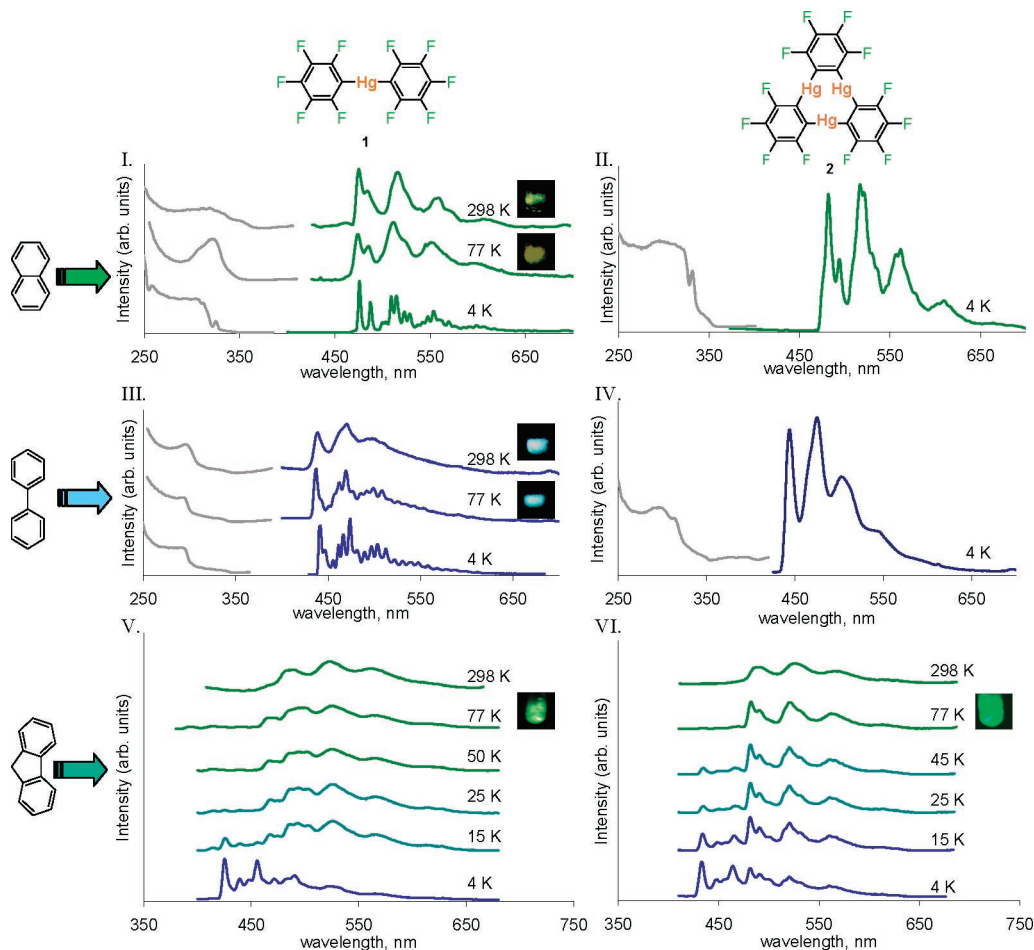 F F F F
F Hg F
F F F F
1
F F
F F
F Hg Hg F
F Hg F
F F F F
2
I.
Intensity (arb. units)
298 K
77 K
4 K
250 350 450 550 650
wavelength, nm
II.
Intensity (arb. units)
4 K
250 350 450 550 650
wavelength, nm
III.
Intensity (arb. units)
298 K
77 K
4 K
250 350 450 550 650
wavelength, nm
IV.
Intensity (arb. units)
4 K
250 350 450 550 650
wavelength, nm
V.
Intensity (arb. units)
298 K
77 K
50 K
25 K
15 K
4 K
350 450 550 650 750
wavelength, nm
VI.
Intensity (arb. units)
298 K
77 K
45 K
25 K
15 K
4 K
350 450 550 650 750
wavelength, nm